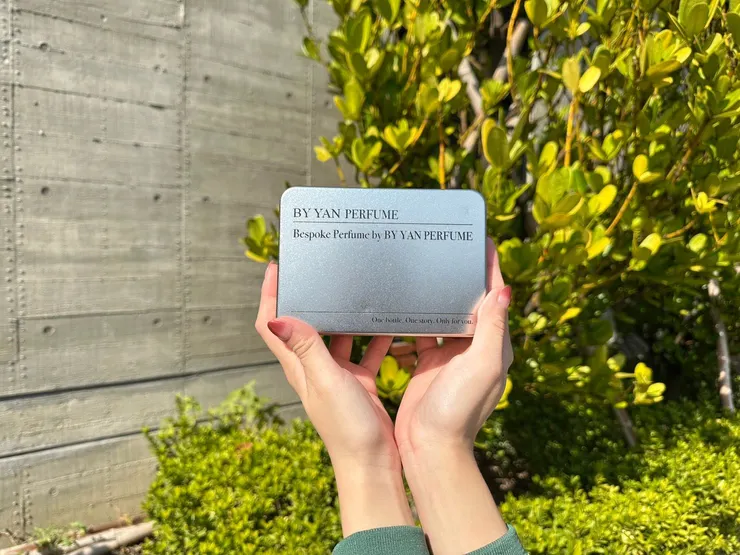 BY YAN PERFUME
Bespoke Perfume by BY YAN PERFUME
One bottle. One story. Only for you.